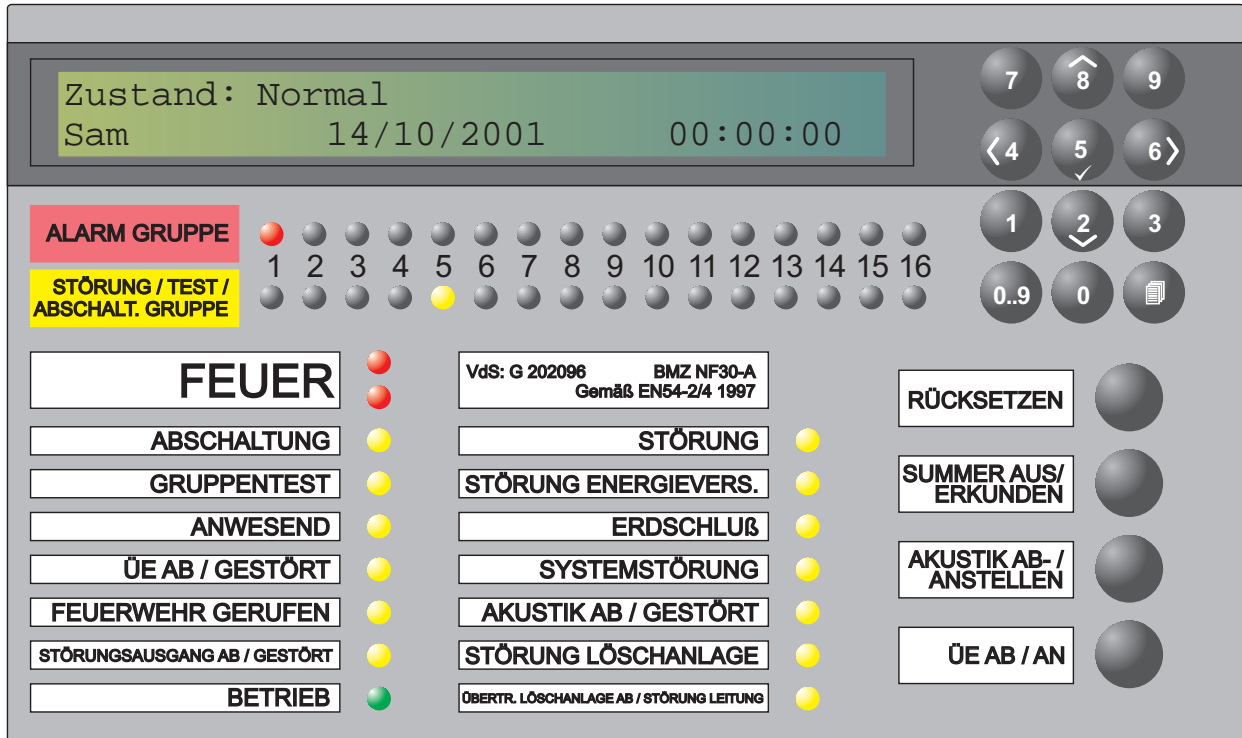 Zustand: Normal
Sam 14/10/2001 00:00:00
7 8 9
4 5 6
1 2 3
0..9 0
ALARM GRUPPE
1 2 3 4 5 6 7 8 9 10 11 12 13 14 15 16
STÖRUNG / TEST /
ABSCHALT. GRUPPE
FEUER
ABSCHALTUNG
GRUPPENTEST
ANWESEND
ÜE AB / GESTÖRT
FEUERWEHR GERUFEN
STÖRUNGSAUSGANG AB / GESTÖRT
BETRIEB
VdS: G 202096 BMZ NF30-A
Gemäß EN54-2/4 1997
STÖRUNG
STÖRUNG ENERGIEVERS.
ERDSCHLUß
SYSTEMSTÖRUNG
AKUSTIK AB / GESTÖRT
STÖRUNG LÖSCHANLAGE
ÜBERTR. LÖSCHANLAGE AB / STÖRUNG LEITUNG
RÜCKSETZEN
SUMMER AUS/
ERKUNDEN
AKUSTIK AB- /
ANSTELLEN
ÜE AB / AN